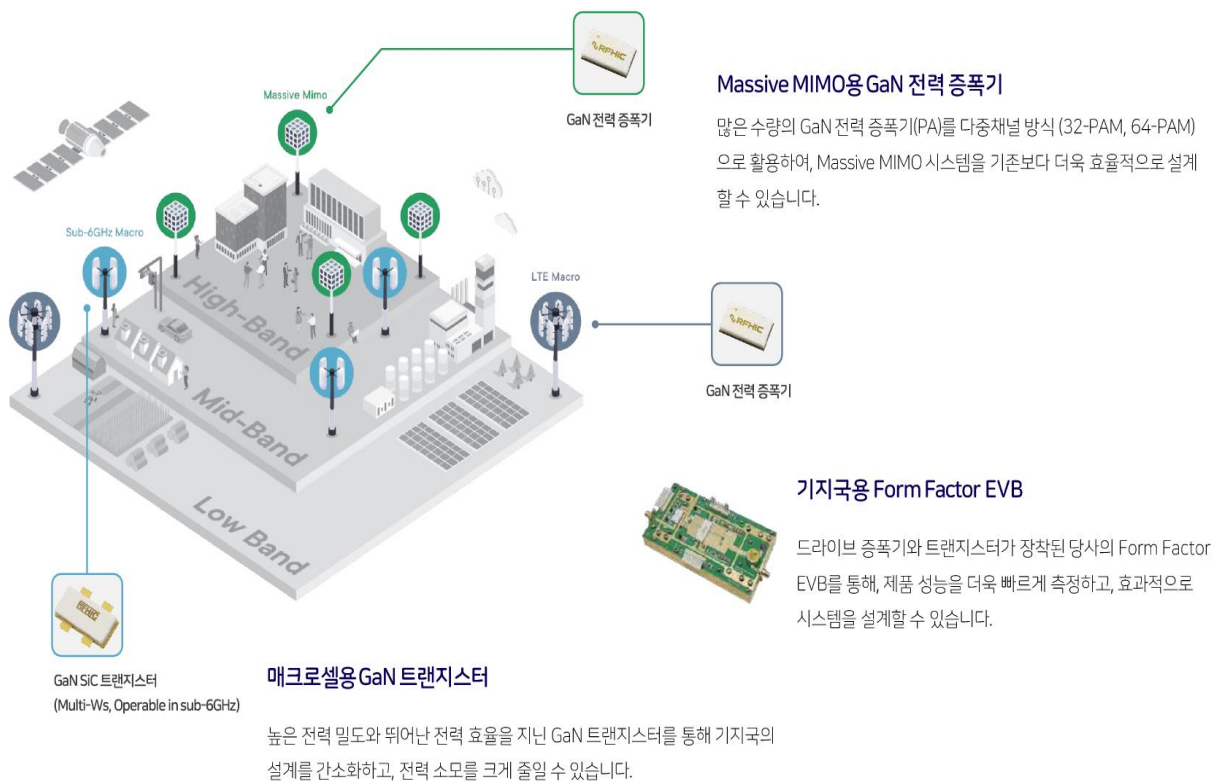 Massive Mimo
RFHIC
GaN 전력 증폭기
Massive MIMO용 GaN 전력 증폭기
많은 수량의 GaN 전력 증폭기(PA)를 다중채널 방식 (32-PAM, 64-PAM)
으로 활용하여, Massive MIMO 시스템을 기존보다 더욱 효율적으로 설계
할 수 있습니다.
Sub-6GHz Macro
LTE Macro
RFHIC
GaN 전력 증폭기
High-Band
Mid-Band
Low Band
기지국용 Form Factor EVB
드라이브 증폭기와 트랜지스터가 장착된 당사의 Form Factor
EVB를 통해, 제품 성능을 더욱 빠르게 측정하고, 효과적으로
시스템을 설계할 수 있습니다.
RFHIC
GaN SiC 트랜지스터
(Multi-Ws, Operable in sub-6GHz)
매크로셀용 GaN 트랜지스터
높은 전력 밀도와 뛰어난 전력 효율을 지닌 GaN 트랜지스터를 통해 기지국의
설계를 간소화하고, 전력 소모를 크게 줄일 수 있습니다.